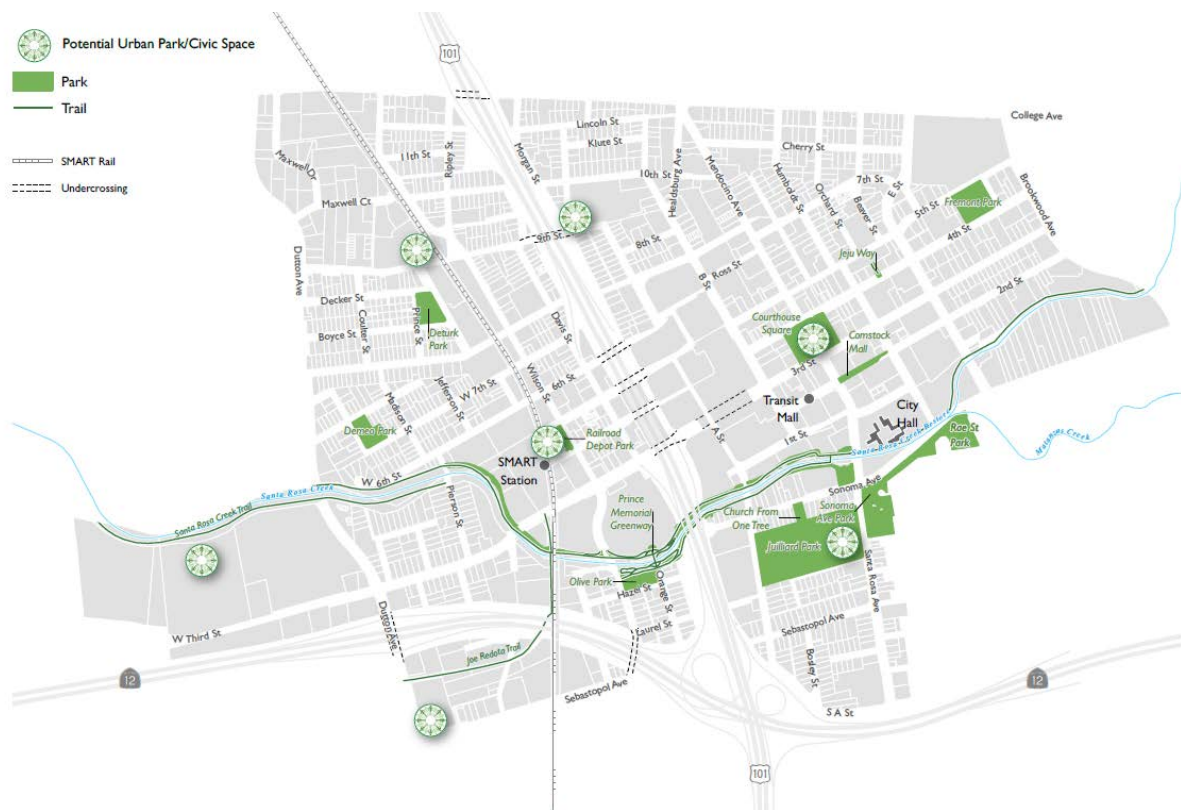 Potential Urban Park/Civic Space
Park
Trail
SMART Rail
Undercrossing
101
College Ave
Lincoln St
Klute St
Cherry St
11th St
Ripley St
Morgan St
Maxwell Dr
10th St
Healdsburg Ave
Mendocino Ave
Humboldt St
Orchard St
7th St
Beaver St
E St
5th St
Fremont Park
4th St
Brookwood Ave
Maxwell Ct
9th St
8th St
Ross St
B St
Jeju Way
2nd St
Dutton Ave
Decker St
Boyce St
Coulter St
Prince St
Deturk
Park
Davis St
Courthouse
Square
Comstock
Mall
3rd St
W 7th St
Wilson St
6th St
Jefferson St
Madison St
Demeo Park
Railroad
Depot Park
Transit
Mall
City
Hall
A St
1st St
Santa Rosa Creek
Rae St
Park
Matanzas Creek
SMART
Station
W 6th St
Santa Rosa Creek
Santa Rosa Creek Trail
Pierson St
Prince
Memorial
Greenway
Church From
One Tree
Sonoma Ave
Sonoma
Ave Park
Juilliard Park
Olive Park
Hazel St
Orange St
Laurel St
Santa Rosa Ave
Sebastopol Ave
Bosley St
S A St
W Third St
Dutton Ave
Joe Rodota Trail
Sebastopol Ave
12
12
101